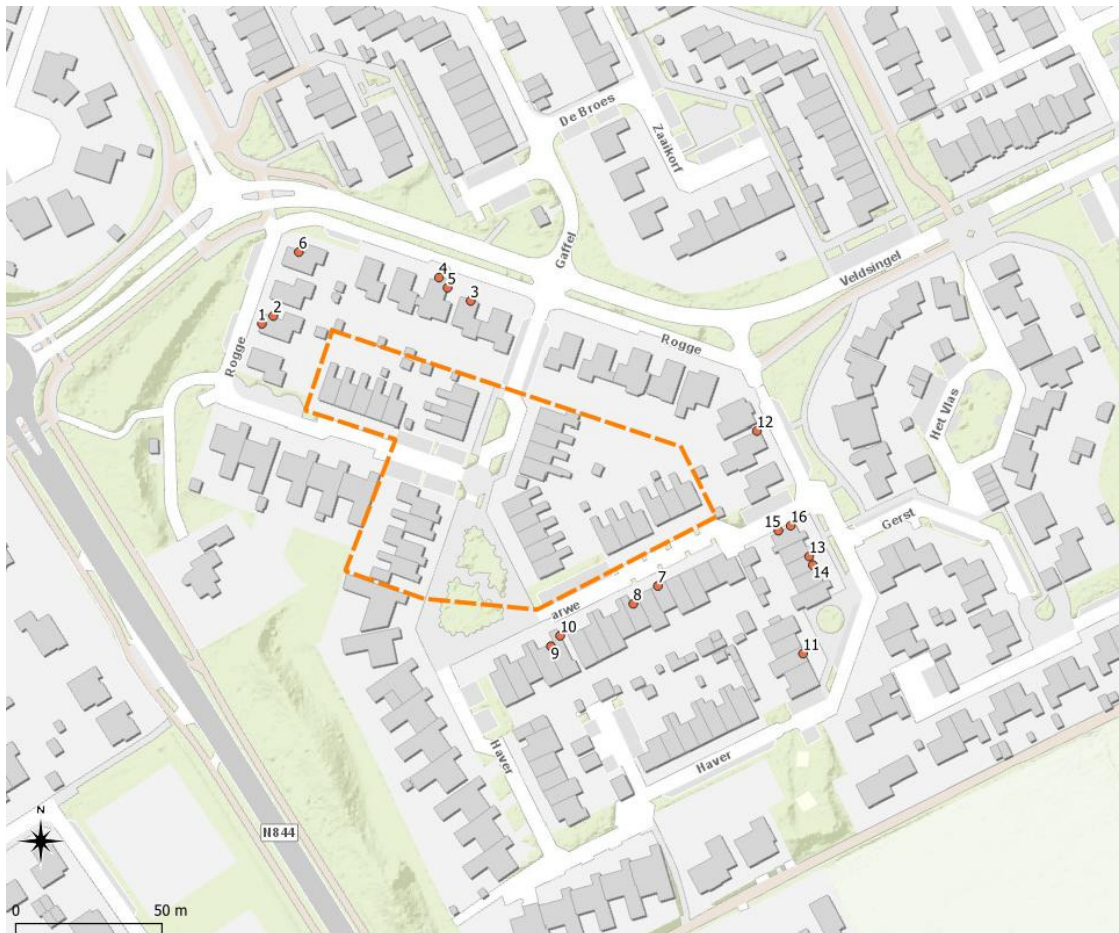 De Broes
Zaaikorf
Gaffel
Veldsingel
6
4
5
3
1
2
Rogge
Rogge
Het Vlas
12
Gerst
15
16
13
14
7
8
arwe
10
9
11
Haver
Haver
N
N844
0
50 m